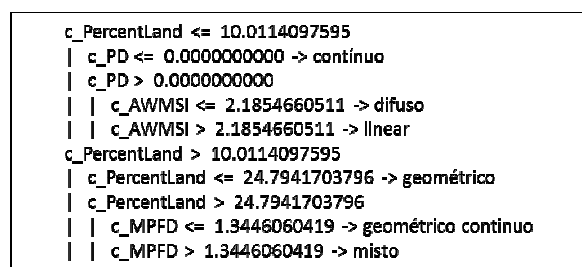 c_PercentLand <= 10.0114097595
| c_PD <= 0.0000000000 -> contínuo
| c_PD > 0.0000000000
| | c_AWMSI <= 2.1854660511 -> difuso
| | c_AWMSI > 2.1854660511 -> linear
c_PercentLand > 10.0114097595
| c_PercentLand <= 24.7941703796 -> geométrico
| c_PercentLand > 24.7941703796
| | c_MPFD <= 1.3446060419 -> geométrico continuo
| | c_MPFD > 1.3446060419 -> misto